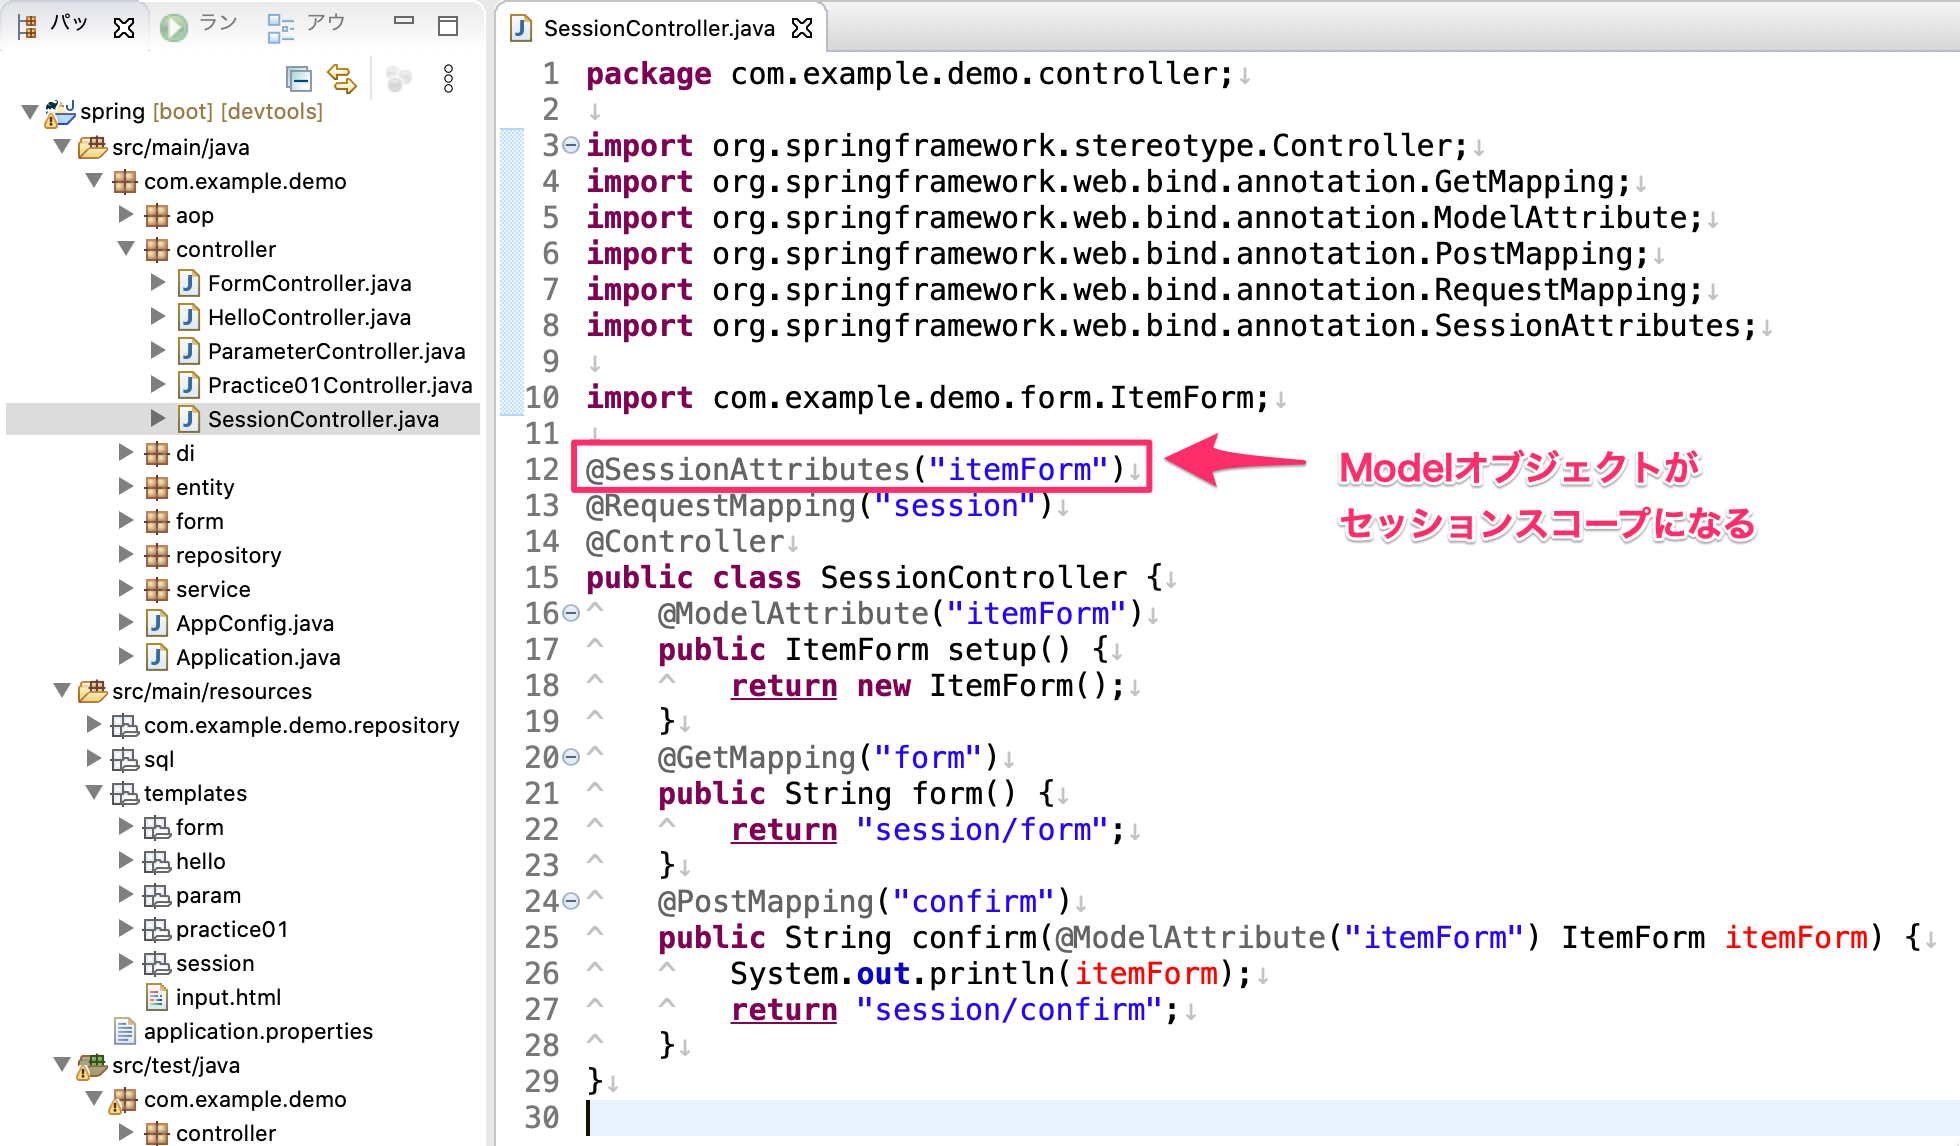 パッ
ラン
アウ
spring [boot] [devtools]
src/main/java
com.example.demo
aop
controller
FormController.java
HelloController.java
ParameterController.java
Practice01Controller.java
SessionController.java
di
entity
form
repository
service
AppConfig.java
Application.java
src/main/resources
com.example.demo.repository
sql
templates
form
hello
param
practice01
session
input.html
application.properties
src/test/java
com.example.demo
controller
SessionController.java
1 package com.example.demo.controller;↓
2 ↓
3 import org.springframework.stereotype.Controller;↓
4 import org.springframework.web.bind.annotation.GetMapping;↓
5 import org.springframework.web.bind.annotation.ModelAttribute;↓
6 import org.springframework.web.bind.annotation.PostMapping;↓
7 import org.springframework.web.bind.annotation.RequestMapping;↓
8 import org.springframework.web.bind.annotation.SessionAttributes;↓
9 ↓
10 import com.example.demo.form.ItemForm;↓
11 ↓
12 @SessionAttributes("itemForm")↓
13 @RequestMapping("session")↓
14 @Controller↓
15 public class SessionController {↓
16 ^ @ModelAttribute("itemForm")↓
17 ^ public ItemForm setup() {↓
18 ^ ^ return new ItemForm();↓
19 ^ }↓
20 ^ @GetMapping("form")↓
21 ^ public String form() {↓
22 ^ ^ return "session/form";↓
23 ^ }↓
24 ^ @PostMapping("confirm")↓
25 ^ public String confirm(@ModelAttribute("itemForm") ItemForm itemForm) {↓
26 ^ ^ System.out.println(itemForm);↓
27 ^ ^ return "session/confirm";↓
28 ^ }↓
29 }↓
30
Modelオブジェクトが
セッションスコープになる